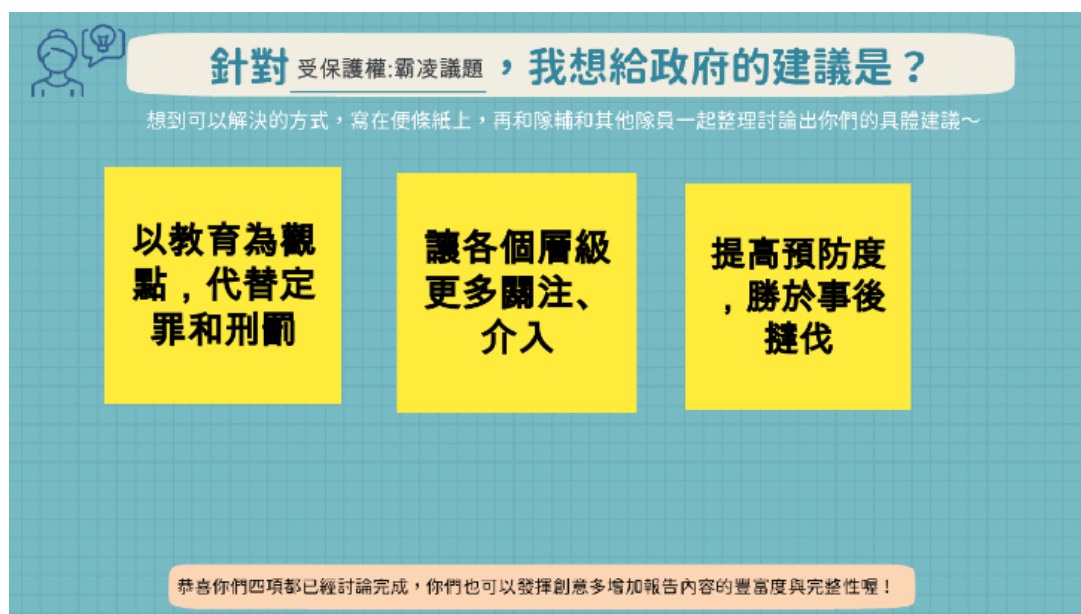 針對 受保護權:霸凌議題 ，我想給政府的建議是？
想到可以解決的方式，寫在便條紙上，再和隊輔和其他隊員一起整理討論出你們的具體建議～
以教育為觀
點，代替定
罪和刑罰
讓各個層級
更多關注、
介入
提高預防度
，勝於事後
撻伐
恭喜你們四項都已經討論完成，你們也可以發揮創意多增加報告內容的豐富度與完整性喔！